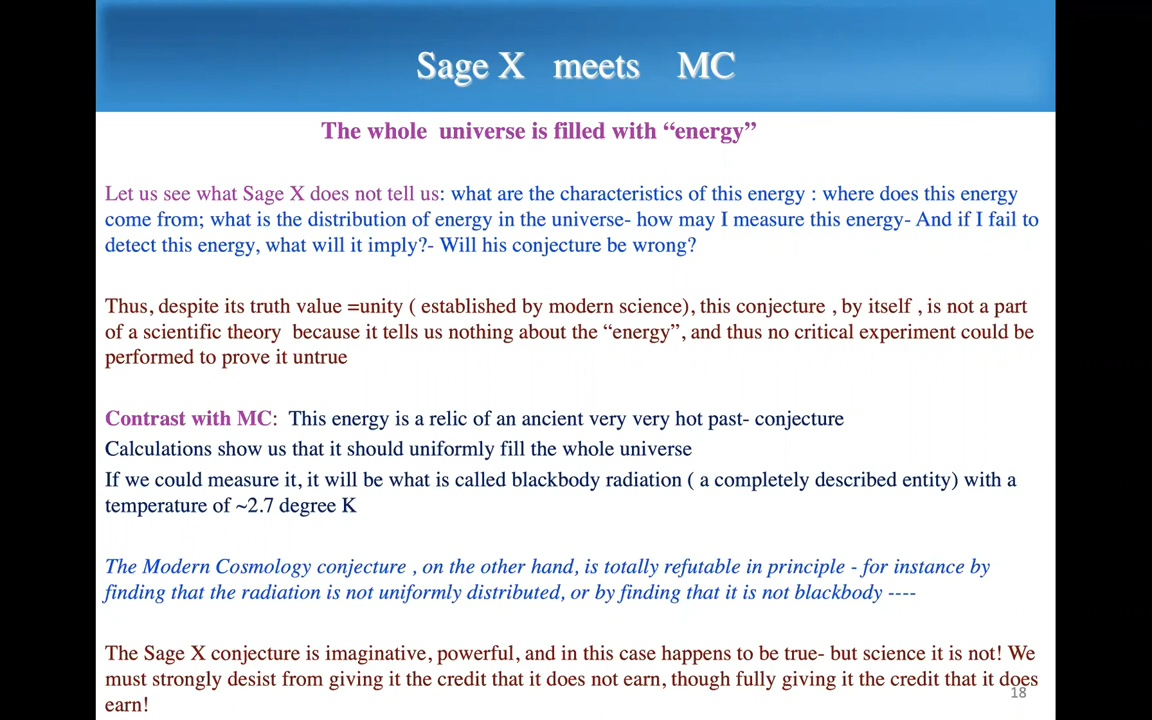 Sage X meets MC
The whole universe is filled with “energy”
Let us see what Sage X does not tell us: what are the characteristics of this energy : where does this energy
come from; what is the distribution of energy in the universe- how may I measure this energy- And if I fail to
detect this energy, what will it imply?- Will his conjecture be wrong?
Thus, despite its truth value =unity ( established by modern science), this conjecture , by itself , is not a part
of a scientific theory because it tells us nothing about the “energy”, and thus no critical experiment could be
performed to prove it untrue
Contrast with MC: This energy is a relic of an ancient very very hot past- conjecture
Calculations show us that it should uniformly fill the whole universe
If we could measure it, it will be what is called blackbody radiation ( a completely described entity) with a
temperature of ~2.7 degree K
The Modern Cosmology conjecture , on the other hand, is totally refutable in principle - for instance by
finding that the radiation is not uniformly distributed, or by finding that it is not blackbody ----
The Sage X conjecture is imaginative, powerful, and in this case happens to be true- but science it is not! We
must strongly desist from giving it the credit that it does not earn, though fully giving it the credit that it does
earn!
18